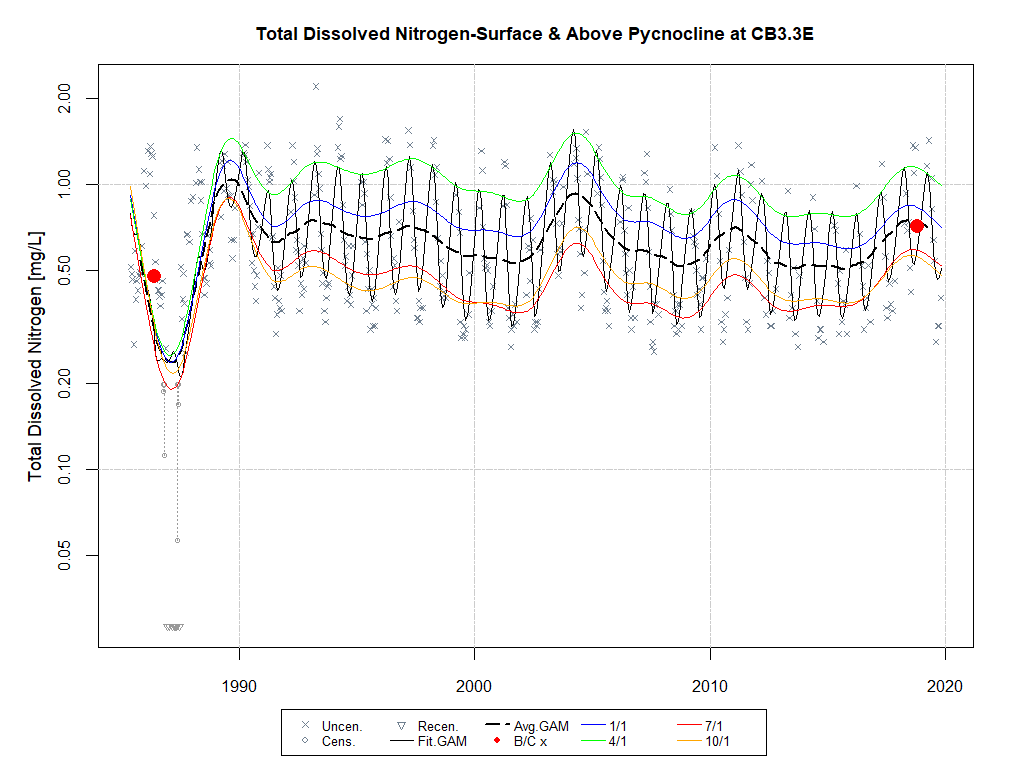 Total Dissolved Nitrogen-Surface & Above Pycnocline at CB3.3E
Total Dissolved Nitrogen [mg/L]
2.00
1.00
0.50
0.20
0.10
0.05
1990 2000 2010 2020
Uncen. Recen. Avg.GAM 1/1 7/1
Cens. Fit.GAM B/C x 4/1 10/1